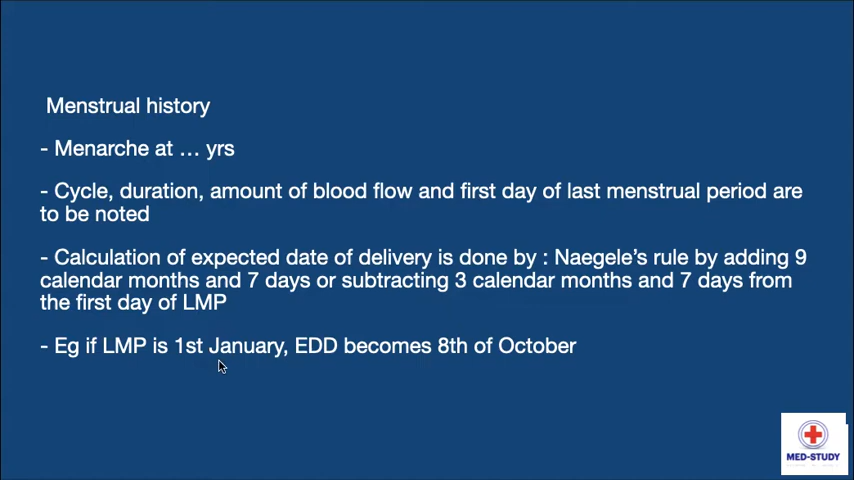 Menstrual history
- Menarche at … yrs
- Cycle, duration, amount of blood flow and first day of last menstrual period are
to be noted
- Calculation of expected date of delivery is done by : Naegele’s rule by adding 9
calendar months and 7 days or subtracting 3 calendar months and 7 days from
the first day of LMP
- Eg if LMP is 1st January, EDD becomes 8th of October
MED-STUDY